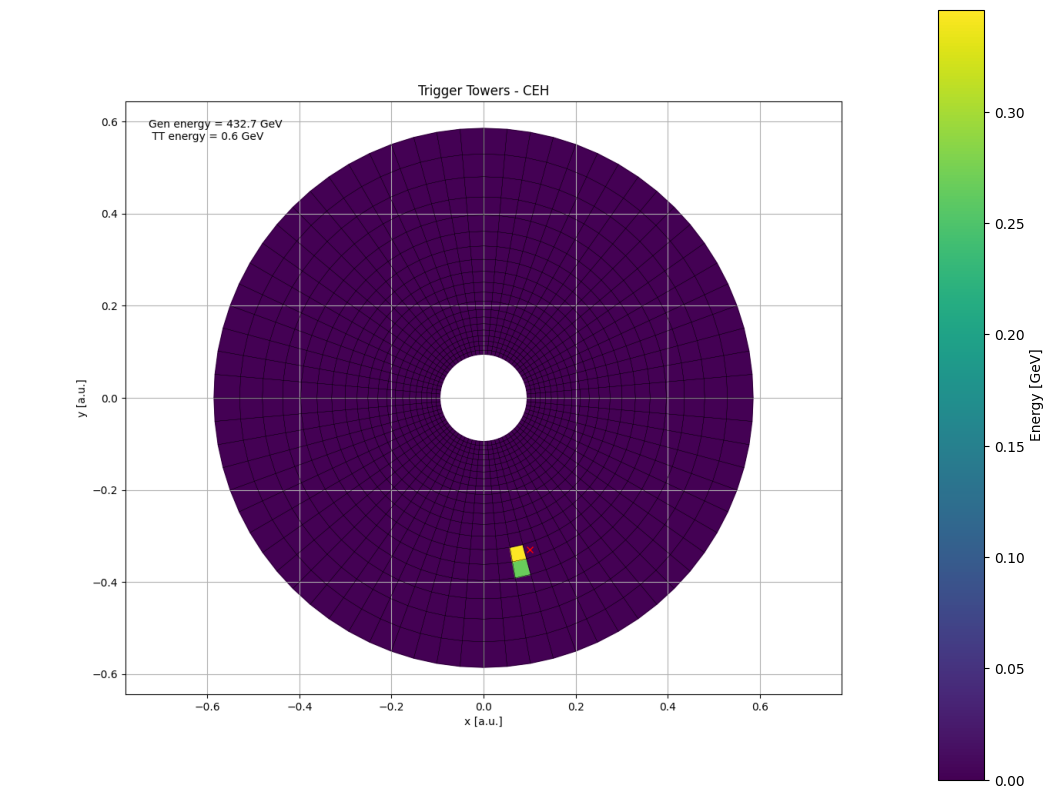 Trigger Towers - CEH
Gen energy = 432.7 GeV
TT energy = 0.6 GeV
0.6
0.4
0.2
0.0
−0.2
−0.4
−0.6
y [a.u.]
−0.6 −0.4 −0.2 0.0 0.2 0.4 0.6
x [a.u.]
0.30
0.25
0.20
0.15
0.10
0.05
0.00
Energy [GeV]